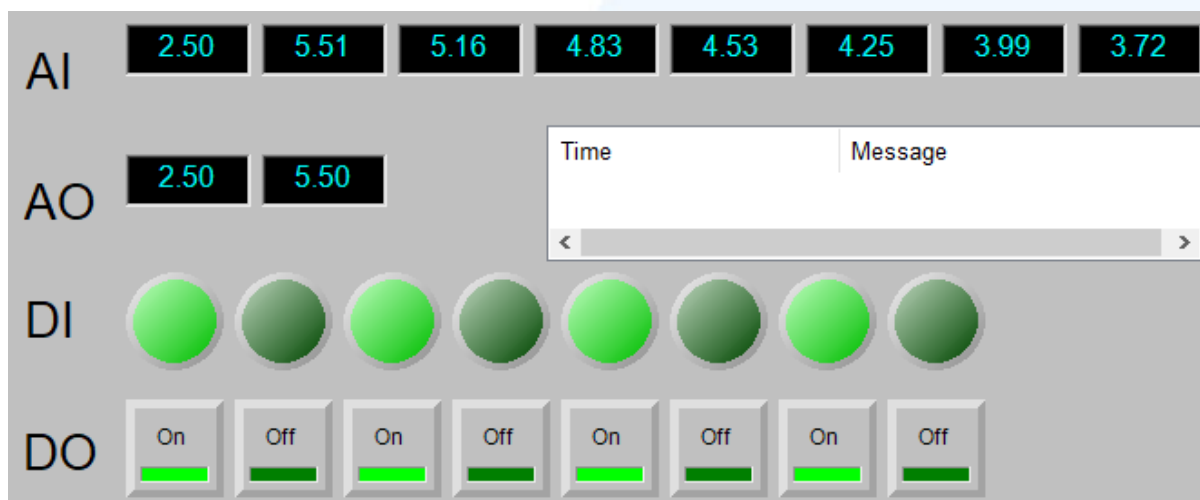 AI 2.50 5.51 5.16 4.83 4.53 4.25 3.99 3.72
Time Message
AO 2.50 5.50
DI
DO On Off On Off On Off On Off